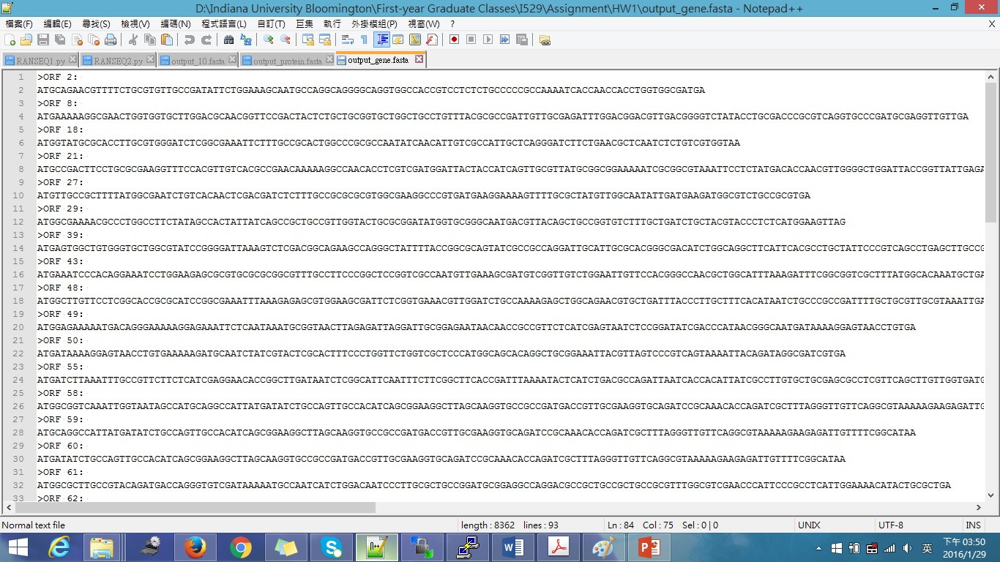 D:\Indiana University Bloomington\First-year Graduate Classes\I529\Assignment\HW1\output_gene.fasta - Notepad++
檔案(F) 編輯(E) 尋找(S) 檢視(V) 編碼(N) 程式語言(L) 自訂(T) 巨集 執行 外掛模組(P) 視窗(W) ? X
RANSEQ1.py RANSEQ2.py output_10.fasta output_protein.fasta output_gene.fasta
1 >ORF 2:
2 ATGCAGAACGTTTTCTGCGTGTTGCCGATATTCTGGAAAGCAATGCCAGGCAGGGGCAGGTGGCCACCGTCCTCTCTGCCCCCGCCAAAATCACCAACCACCTGGTGGCGATGA
3 >ORF 8:
4 ATGAAAAAGGCGAACTGGTGGTGCTTGGACGCAACGGTTCCGACTACTCTGCTGCGGTGCTGGCTGCCTGTTTACGCGCCGATTGTTGCGAGATTTGGACGGACGTTGACGGGGTCTATACCTGCGACCCGCGTCAGGTGCCCGATGCGAGGTTGTTGA
5 >ORF 18:
6 ATGGTATGCGCACCTTGCGTGGGATCTCGGCGAAATTCTTTGCCGCACTGGCCCGCGCCAATATCAACATTGTCGCCATTGCTCAGGGATCTTCTGAACGCTCAATCTCTGTCGTGGTAA
7 >ORF 21:
8 ATGCCGACTTCCTGCGCGAAGGTTTCCACGTTGTCACGCCGAACAAAAAGGCCAACACCTCGTCGATGGATTACTACCATCAGTTGCGTTATGCGGCGGAAAAATCGCGGCGTAAATTCCTCTATGACACCAACGTTGGGGCTGGATTACCGGTTATTGAGA
9 >ORF 27:
10 ATGTTGCCGCTTTTATGGCGAATCTGTCACAACTCGACGATCTCTTTGCCGCGCGCGTGGCGAAGGCCCGTGATGAAGGAAAAGTTTTGCGCTATGTTGGCAATATTGATGAAGATGGCGTCTGCCGCGTGA
11 >ORF 29:
12 ATGGCGAAAACGCCCTGGCCTTCTATAGCCACTATTATCAGCCGCTGCCGTTGGTACTGCGCGGATATGGTGCGGGCAATGACGTTACAGCTGCCGGTGTCTTTGCTGATCTGCTACGTACCCTCTCATGGAAGTTAG
13 >ORF 39:
14 ATGAGTGGCTGTGGGTGCTGGCGTATCCGGGGATTAAAGTCTCGACGGCAGAAGCCAGGGCTATTTTACCGGCGCAGTATCGCCGCCAGGATTGCATTGCGCACGGGCGACATCTGGCAGGCTTCATTCACGCCTGCTATTCCCGTCAGCCTGAGCTTGCCG
15 >ORF 43:
16 ATGAAATCCCACAGGAAATCCTGGAAGAGCGCGTGCGCGCGGCGTTTGCCTTCCCGGCTCCGGTCGCCAATGTTGAAAGCGATGTCGGTTGTCTGGAATTGTTCCACGGGCCAACGCTGGCATTTAAAGATTTCGGCGGTCGCTTTATGGCACAAATGCTGA
17 >ORF 48:
18 ATGGCTTGTTCCTCGGCACCGCGCATCCGGCGAAATTTAAAGAGAGCGTGGAAGCGATTCTCGGTGAAACGTTGGATCTGCCAAAAGAGCTGGCAGAACGTGCTGATTTACCCTTGCTTTCACATAATCTGCCCGCCGATTTTGCTGCGTTGCGTAAATTGA
19 >ORF 49:
20 ATGGAGAAAAATGACAGGGAAAAAGGAGAAATTCTCAATAAATGCGGTAACTTAGAGATTAGGATTGCGGAGAATAACAACCGCCGTTCTCATCGAGTAATCTCCGGATATCGACCCATAACGGGCAATGATAAAAGGAGTAACCTGTGA
21 >ORF 50:
22 ATGATAAAAGGAGTAACCTGTGAAAAAGATGCAATCTATCGTACTCGCACTTTCCCTGGTTCTGGTCGCTCCCATGGCAGCACAGGCTGCGGAAATTACGTTAGTCCCGTCAGTAAAATTACAGATAGGCGATCGTGA
23 >ORF 55:
24 ATGATCTTAAATTTGCCGTTCTTCTCATCGAGGAACACCGGCTTGATAATCTCGGCATTCAATTTCTTCGGCTTCACCGATTTAAAATACTCATCTGACGCCAGATTAATCACCACATTATCGCCTTGTGCTGCGAGCGCCTCGTTCAGCTTGTTGGTGATG
25 >ORF 58:
26 ATGGCGGTCAAATTGGTAATAGCCATGCAGGCCATTATGATATCTGCCAGTTGCCACATCAGCGGAAGGCTTAGCAAGGTGCCGCCGATGACCGTTGCGAAGGTGCAGATCCGCAAACACCAGATCGCTTTAGGGTTGTTCAGGCGTAAAAAGAAGAGATTG
27 >ORF 59:
28 ATGCAGGCCATTATGATATCTGCCAGTTGCCACATCAGCGGAAGGCTTAGCAAGGTGCCGCCGATGACCGTTGCGAAGGTGCAGATCCGCAAACACCAGATCGCTTTAGGGTTGTTCAGGCGTAAAAAGAAGAGATTGTTTTCGGCATAA
29 >ORF 60:
30 ATGATATCTGCCAGTTGCCACATCAGCGGAAGGCTTAGCAAGGTGCCGCCGATGACCGTTGCGAAGGTGCAGATCCGCAAACACCAGATCGCTTTAGGGTTGTTCAGGCGTAAAAAGAAGAGATTGTTTTCGGCATAA
31 >ORF 61:
32 ATGGCGCTTGCCGTACAGATGACCAGGGTGTCGATAAAAATGCCAATCATCTGGACAATCCCTTGCGCTGCCGGATGCGGAGGCCAGGACGCCGCTGCCGCTGCCGCGTTTGGCGTCGAACCCATTCCCGCCTCATTGGAAAACATACTGCGCTGA
33 >ORF 62:
Normal text file length : 8362 lines : 93 Ln : 84 Col : 75 Sel : 0 | 0 UNIX UTF-8 INS
英 下午 03:50
2016/1/29